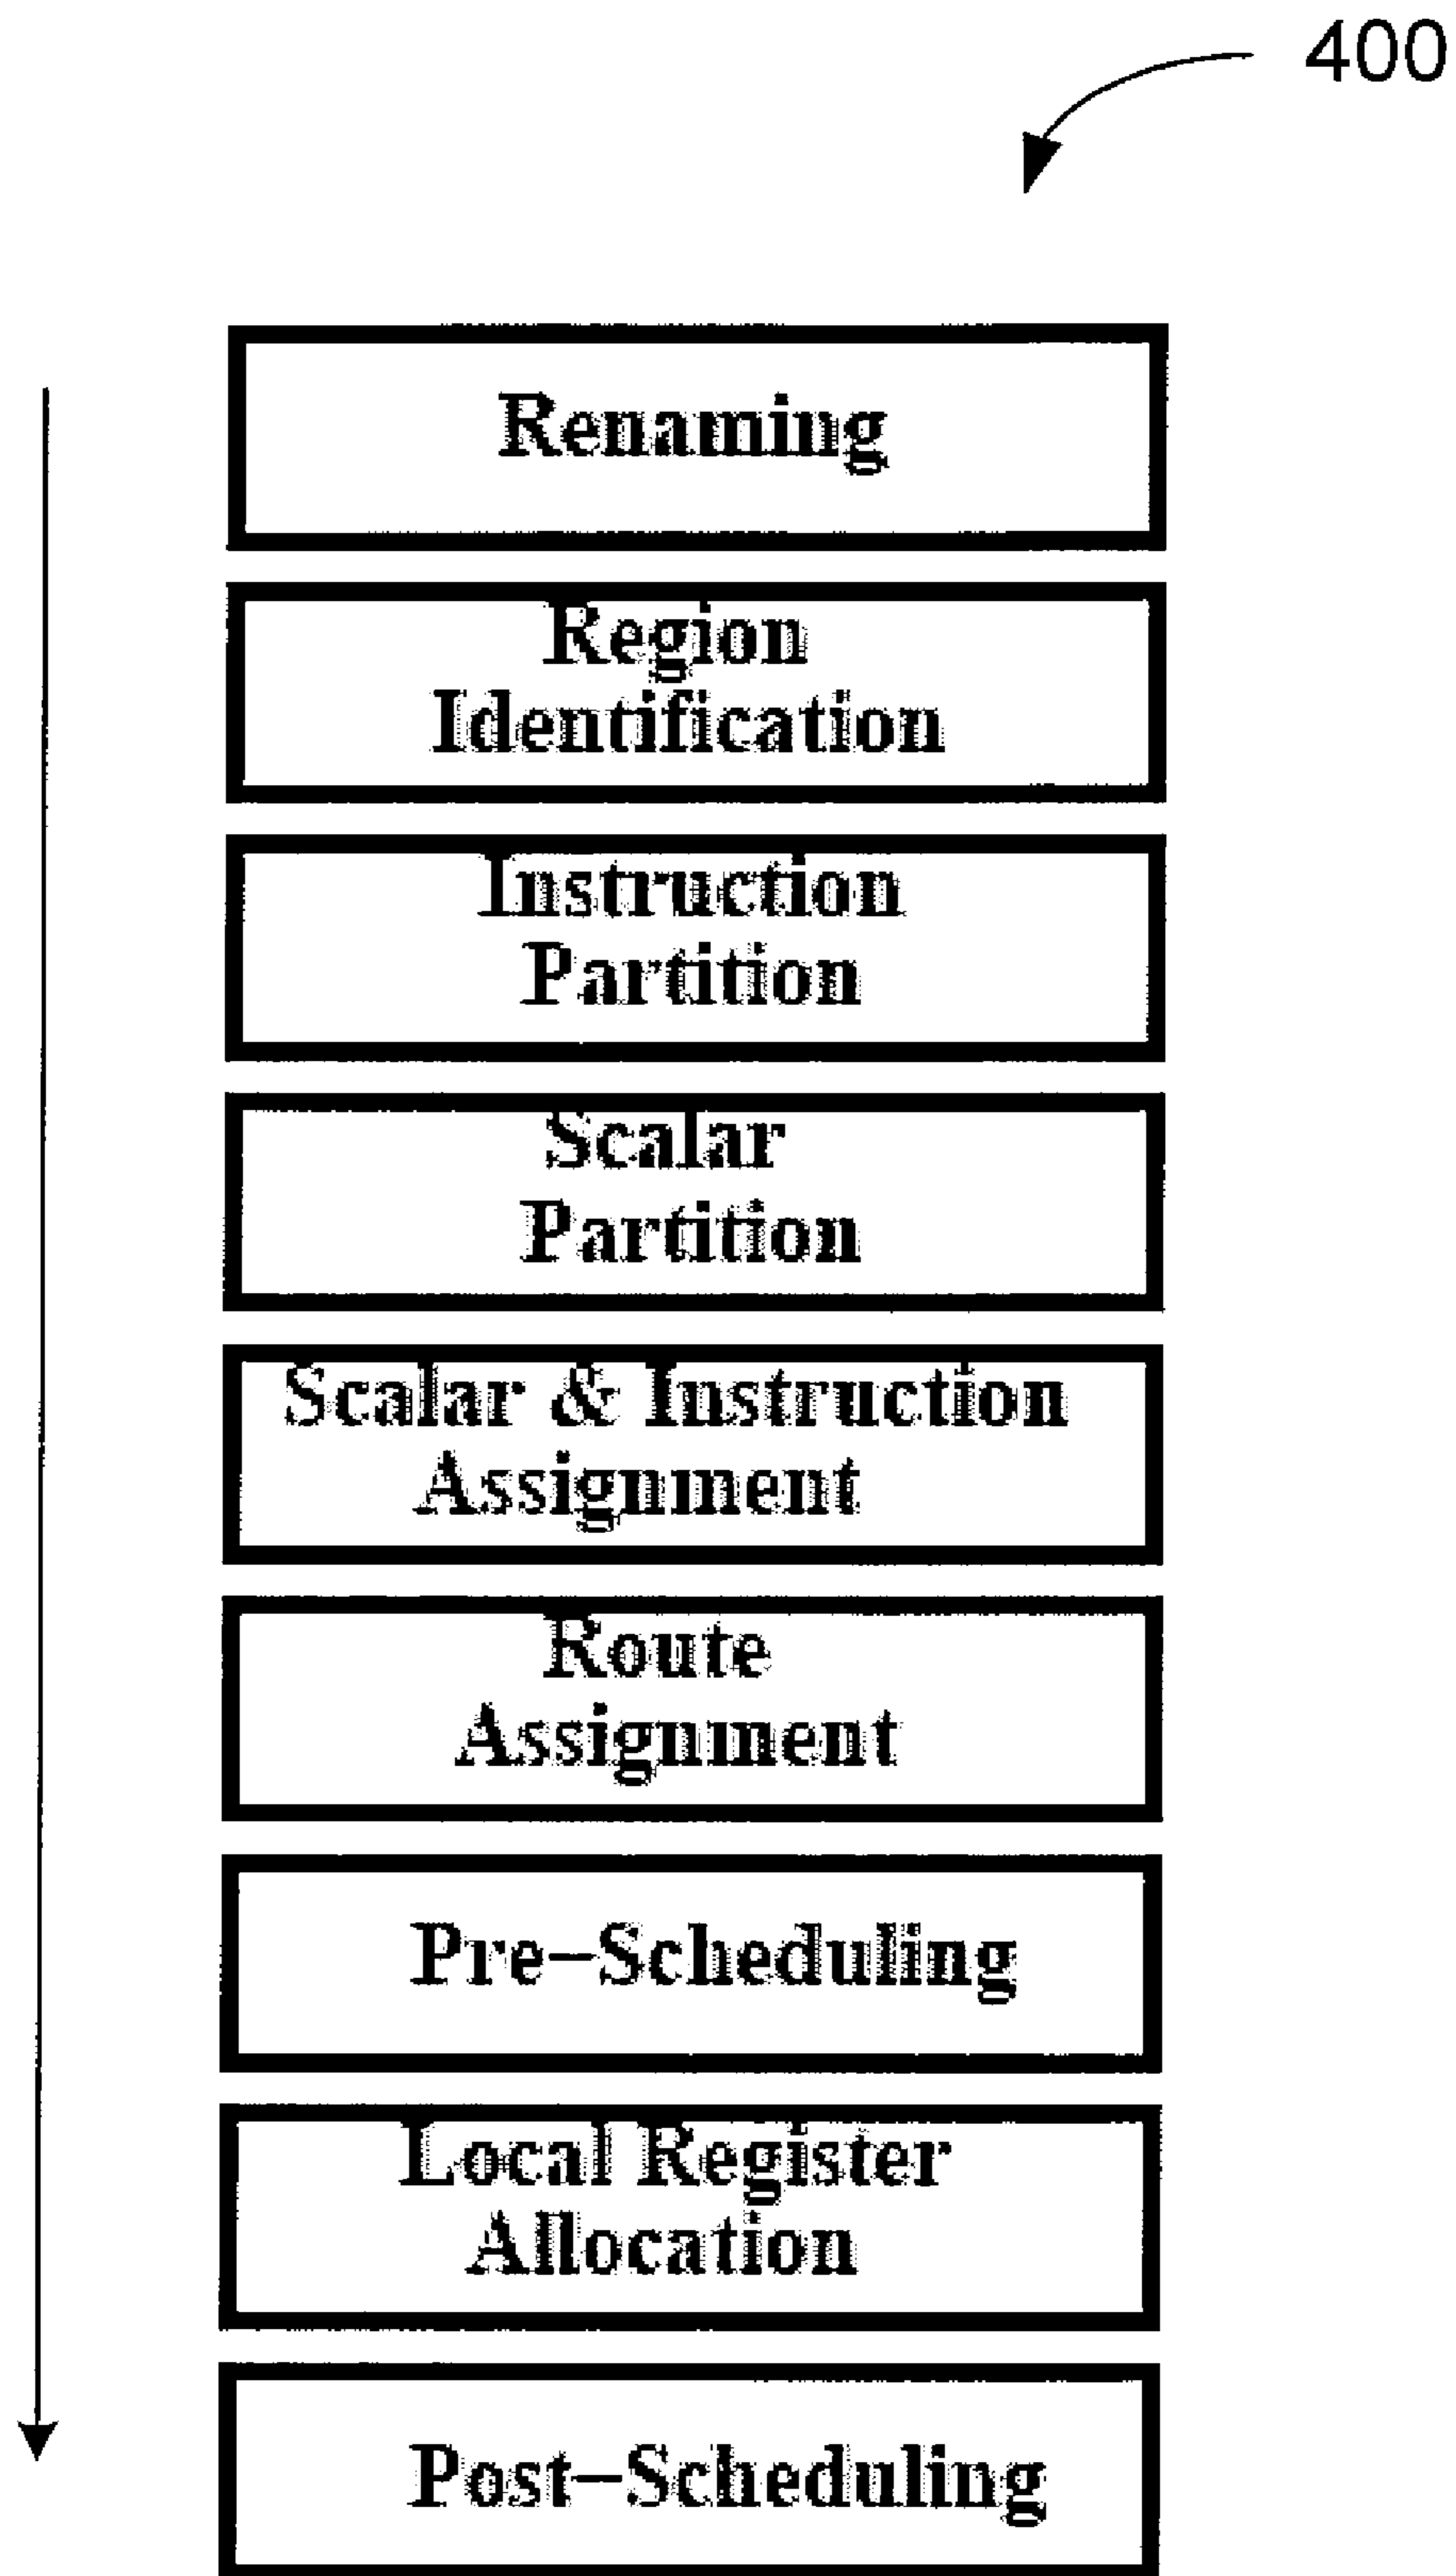 400
Renaming
Region
Identification
Instruction
Partition
Scalar
Partition
Scalar & Instruction
Assignment
Route
Assignment
Pre-Scheduling
Local Register
Allocation
Post-Scheduling